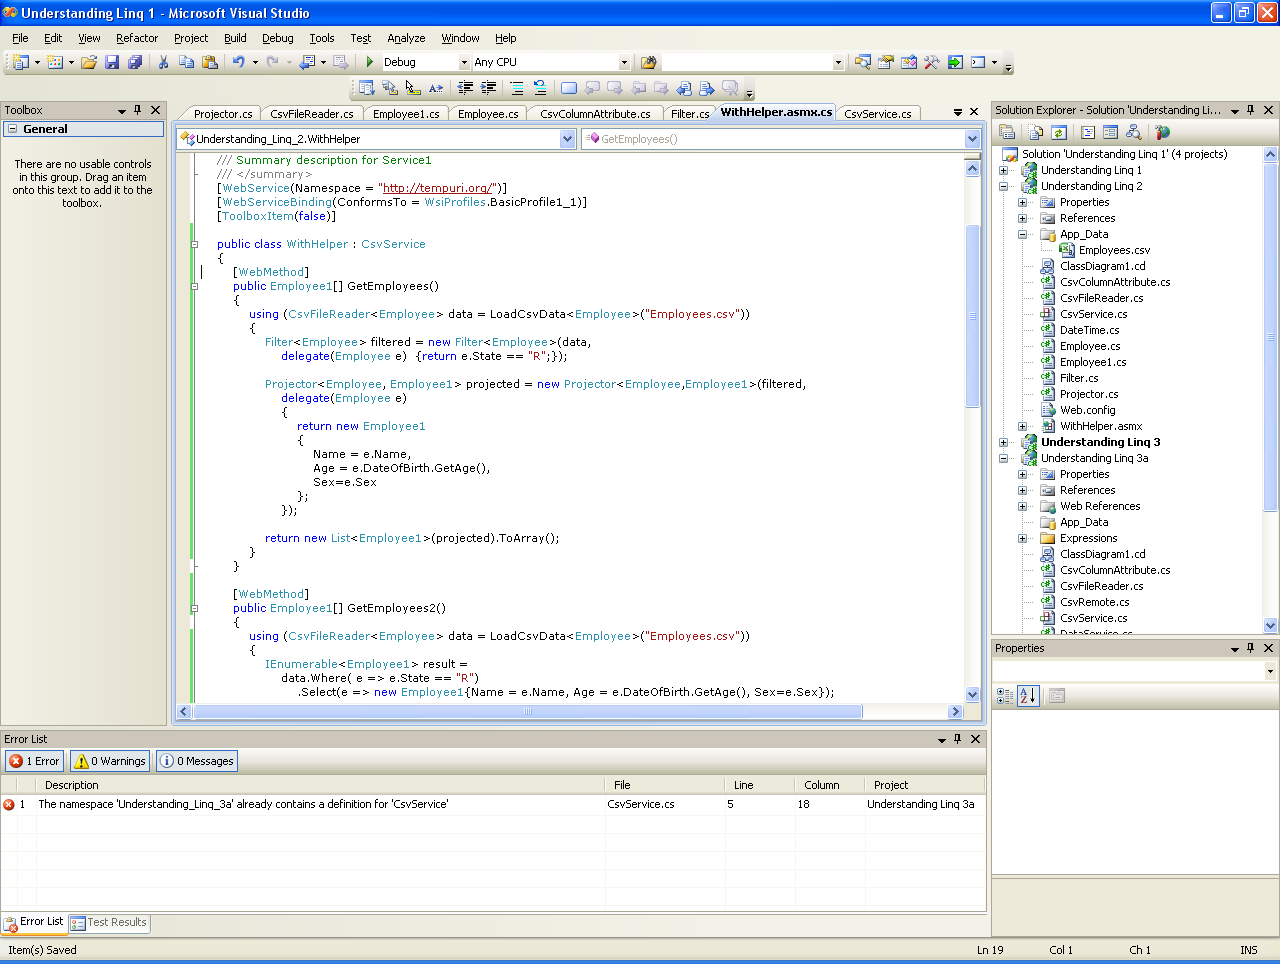 Understanding Linq 1 - Microsoft Visual Studio
File Edit View Refactor Project Build Debug Tools Test Analyze Window Help
Debug Any CPU
Toolbox
General
There are no usable controls
in this group. Drag an item
onto this text to add it to the
toolbox.
Projector.cs CsvFileReader.cs Employee1.cs Employee.cs CsvColumnAttribute.cs Filter.cs WithHelper.asmx.cs CsvService.cs
Understanding_Linq_2.WithHelper GetEmployees()
/// Summary description for Service1
/// </summary>
[WebService(Namespace = "http://tempuri.org/")]
[WebServiceBinding(ConformsTo = WsiProfiles.BasicProfile1_1)]
[ToolboxItem(false)]
public class WithHelper : CsvService
{
[WebMethod]
public Employee1[] GetEmployees()
{
using (CsvFileReader<Employee> data = LoadCsvData<Employee>("Employees.csv"))
{
Filter<Employee> filtered = new Filter<Employee>(data,
delegate(Employee e) {return e.State == "R";});
Projector<Employee, Employee1> projected = new Projector<Employee,Employee1>(filtered,
delegate(Employee e)
{
return new Employee1
{
Name = e.Name,
Age = e.DateOfBirth.GetAge(),
Sex=e.Sex
};
});
return new List<Employee1>(projected).ToArray();
}
}
[WebMethod]
public Employee1[] GetEmployees2()
{
using (CsvFileReader<Employee> data = LoadCsvData<Employee>("Employees.csv"))
{
IEnumerable<Employee1> result =
data.Where( e => e.State == "R")
.Select(e => new Employee1{Name = e.Name, Age = e.DateOfBirth.GetAge(), Sex=e.Sex});
Solution Explorer - Solution 'Understanding Li...
Solution 'Understanding Linq 1' (4 projects)
Understanding Linq 1
Understanding Linq 2
Properties
References
App_Data
Employees.csv
ClassDiagram1.cd
CsvColumnAttribute.cs
CsvFileReader.cs
CsvService.cs
DateTime.cs
Employee.cs
Employee1.cs
Filter.cs
Projector.cs
Web.config
WithHelper.asmx
Understanding Linq 3
Understanding Linq 3a
Properties
References
Web References
App_Data
Expressions
ClassDiagram1.cd
CsvColumnAttribute.cs
CsvFileReader.cs
CsvRemote.cs
CsvService.cs
DataService.cs
Properties
Error List
1 Error 0 Warnings 0 Messages
Description File Line Column Project
1 The namespace 'Understanding_Linq_3a' already contains a definition for 'CsvService' CsvService.cs 5 18 Understanding Linq 3a
Error List Test Results
Item(s) Saved Ln 19 Col 1 Ch 1 INS